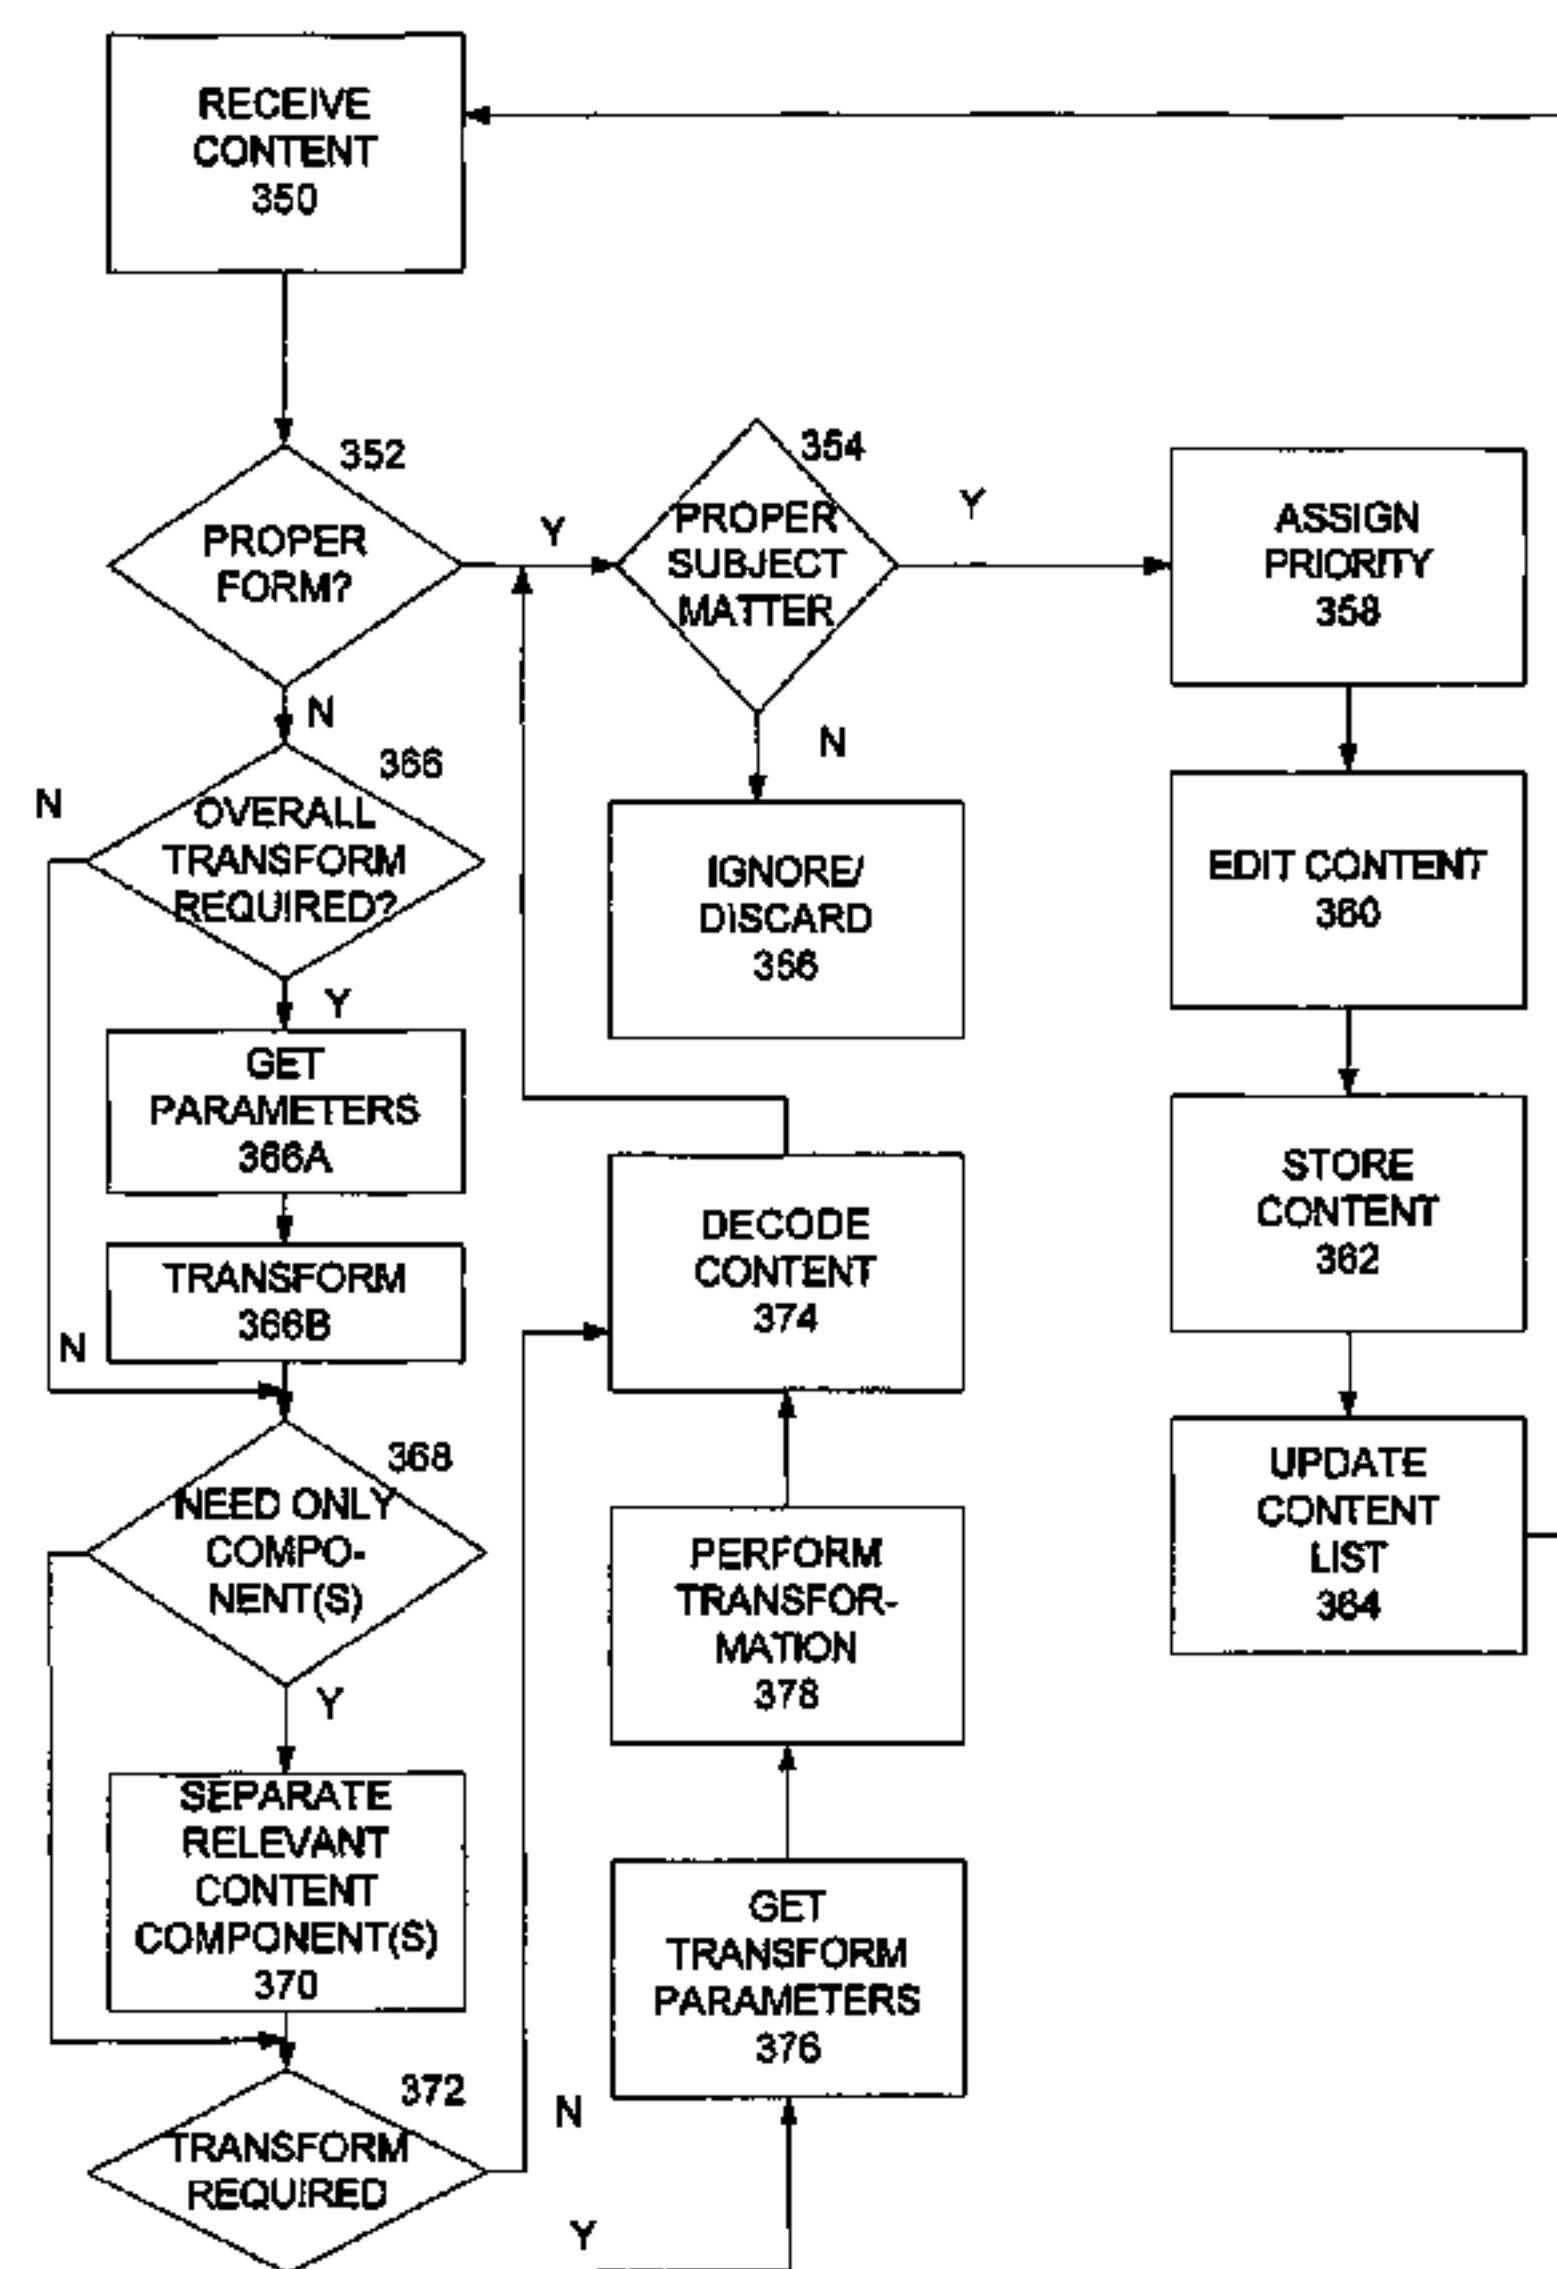 RECEIVE
CONTENT
350
352
PROPER
FORM?
Y
N
354
PROPER
SUBJECT
MATTER
Y
N
ASSIGN
PRIORITY
358
366
OVERALL
TRANSFORM
REQUIRED?
N
Y
IGNORE/
DISCARD
356
EDIT CONTENT
360
GET
PARAMETERS
366A
TRANSFORM
366B
N
DECODE
CONTENT
374
STORE
CONTENT
362
368
NEED ONLY
COMPO-
NENT(S)
Y
PERFORM
TRANSFOR-
MATION
378
UPDATE
CONTENT
LIST
364
SEPARATE
RELEVANT
CONTENT
COMPONENT(S)
370
GET
TRANSFORM
PARAMETERS
376
372
TRANSFORM
REQUIRED
N
Y